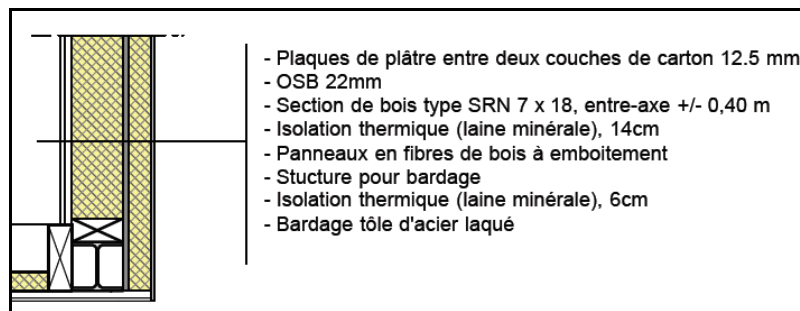 - Plaques de plâtre entre deux couches de carton 12.5 mm
- OSB 22mm
- Section de bois type SRN 7 x 18, entre-axe +/- 0,40 m
- Isolation thermique (laine minérale), 14cm
- Panneaux en fibres de bois à emboitement
- Stucture pour bardage
- Isolation thermique (laine minérale), 6cm
- Bardage tôle d'acier laqué